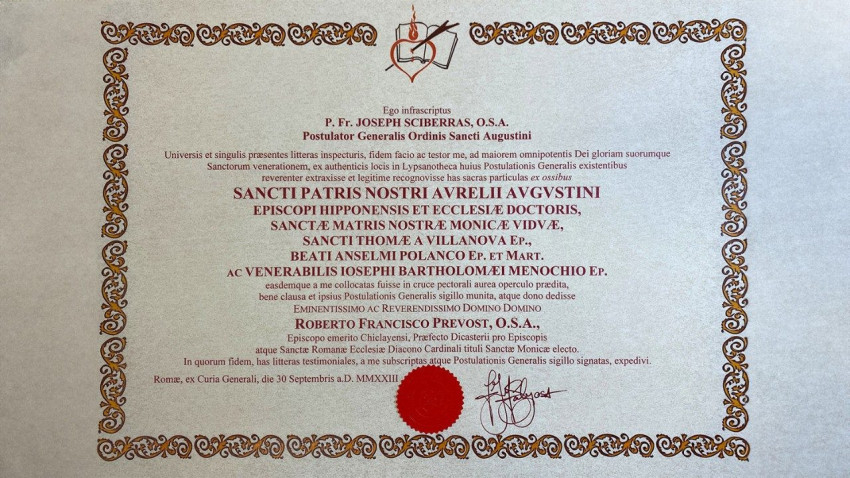 Ego infrascriptus
P. Fr. JOSEPH SCIBERRAS, O.S.A.
Postulator Generalis Ordinis Sancti Augustini
Universis et singulis præsentes litteras inspecturis, fidem facio ac testor me, ad maiorem omnipotentis Dei gloriam suorumque
Sanctorum venerationem, ex authenticis locis in Lypsanotheca huius Postulationis Generalis existentibus
reverenter extraxisse et legitime recognovisse has sacras particulas ex ossibus
SANCTI PATRIS NOSTRI AVRELII AVGVSTINI
EPISCOPI HIPPONENSIS ET ECCLESIÆ DOCTORIS,
SANCTÆ MATRIS NOSTRÆ MONICÆ VIDVÆ,
SANCTI THOMÆ A VILLANOVA EP.,
BEATI ANSELMI POLANCO EP. ET MART.
AC VENERABILIS IOSEPHI BARTHOLOMÆI MENOCHIO EP.
easdemque a me collocatas fuisse in cruce pectorali aurea operculo prædita,
bene clausa et ipsius Postulationis Generalis sigillo munita, atque dono dedisse
EMINENTISSIMO AC REVERENDISSIMO DOMINO DOMINO
ROBERTO FRANCISCO PREVOST, O.S.A.,
Episcopo emerito Chiclayensi, Præfecto Dicasterii pro Episcopis
atque Sanctæ Romanæ Ecclesiæ Diacono Cardinali tituli Sanctæ Monicæ electo.
In quorum fidem, has litteras testimoniales, a me subscriptas atque Postulationis Generalis sigillo signatas, expedivi.
Romæ, ex Curia Generali, die 30 Septembris a.D. MMXXIII